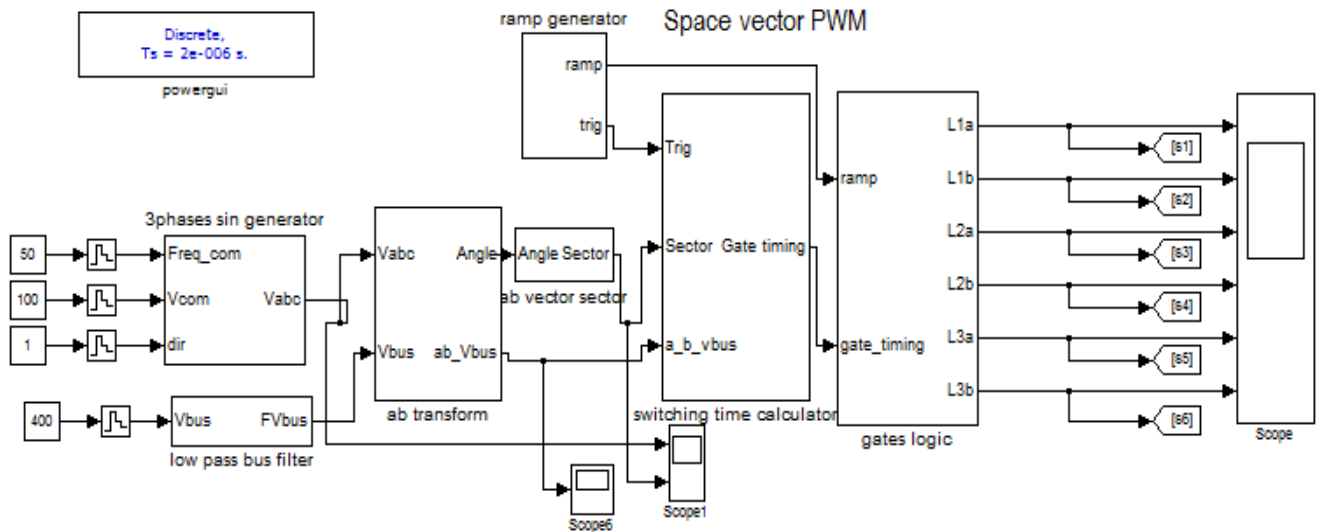 Space vector PWM
Discrete,
Ts = 2e-006 s.
powergui
ramp generator
ramp
trig
3phases sin generator
50
100
1
Freq_com
Vcom
dir
Vabc
400
Vbus
FVbus
low pass bus filter
Vabc
Vbus
Angle
ab_Vbus
ab transform
Angle Sector
ab vector sector
Trig
Sector
a_b_vbus
Gate timing
switching time calculator
ramp
gate_timing
L1a
L1b
L2a
L2b
L3a
L3b
gates logic
[s1]
[s2]
[s3]
[s4]
[s5]
[s6]
Scope
Scope6
Scope1